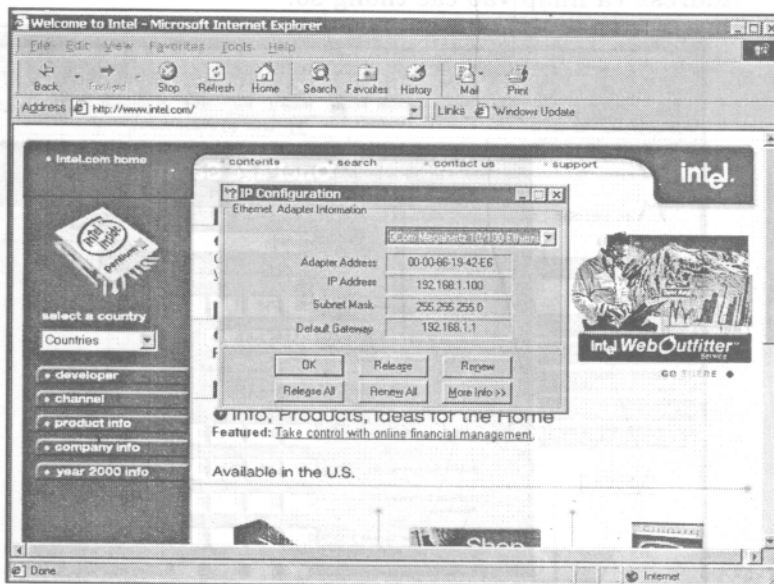 Welcome to Intel - Microsoft Internet Explorer
File Edit View Favorites Tools Help
Back Forward Stop Refresh Home Search Favorites History Mail Print
Address http://www.intel.com/ Links Windows Update
Intel.com home
contents search contact us support
intel.
intel inside
pentium
select a country
Countries
developer
channel
product info
company info
year 2000 info
IP Configuration
Ethernet Adapter Information
3Com Megahertz 10/100 Ethern
Adapter Address 00-00-86-19-42-E6
IP Address 192.168.1.100
Subnet Mask 255.255.255.0
Default Gateway 192.168.1.1
OK Release Renew
Release All Renew All More Info >>
Intel WebOutfitter
Service
GO THERE
Info, Products, Ideas for the Home
Featured: Take control with online financial management.
Available in the U.S.
Shop
Done
Internet